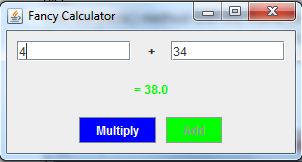 Fancy Calculator
4 + 34
= 38.0
Multiply Add